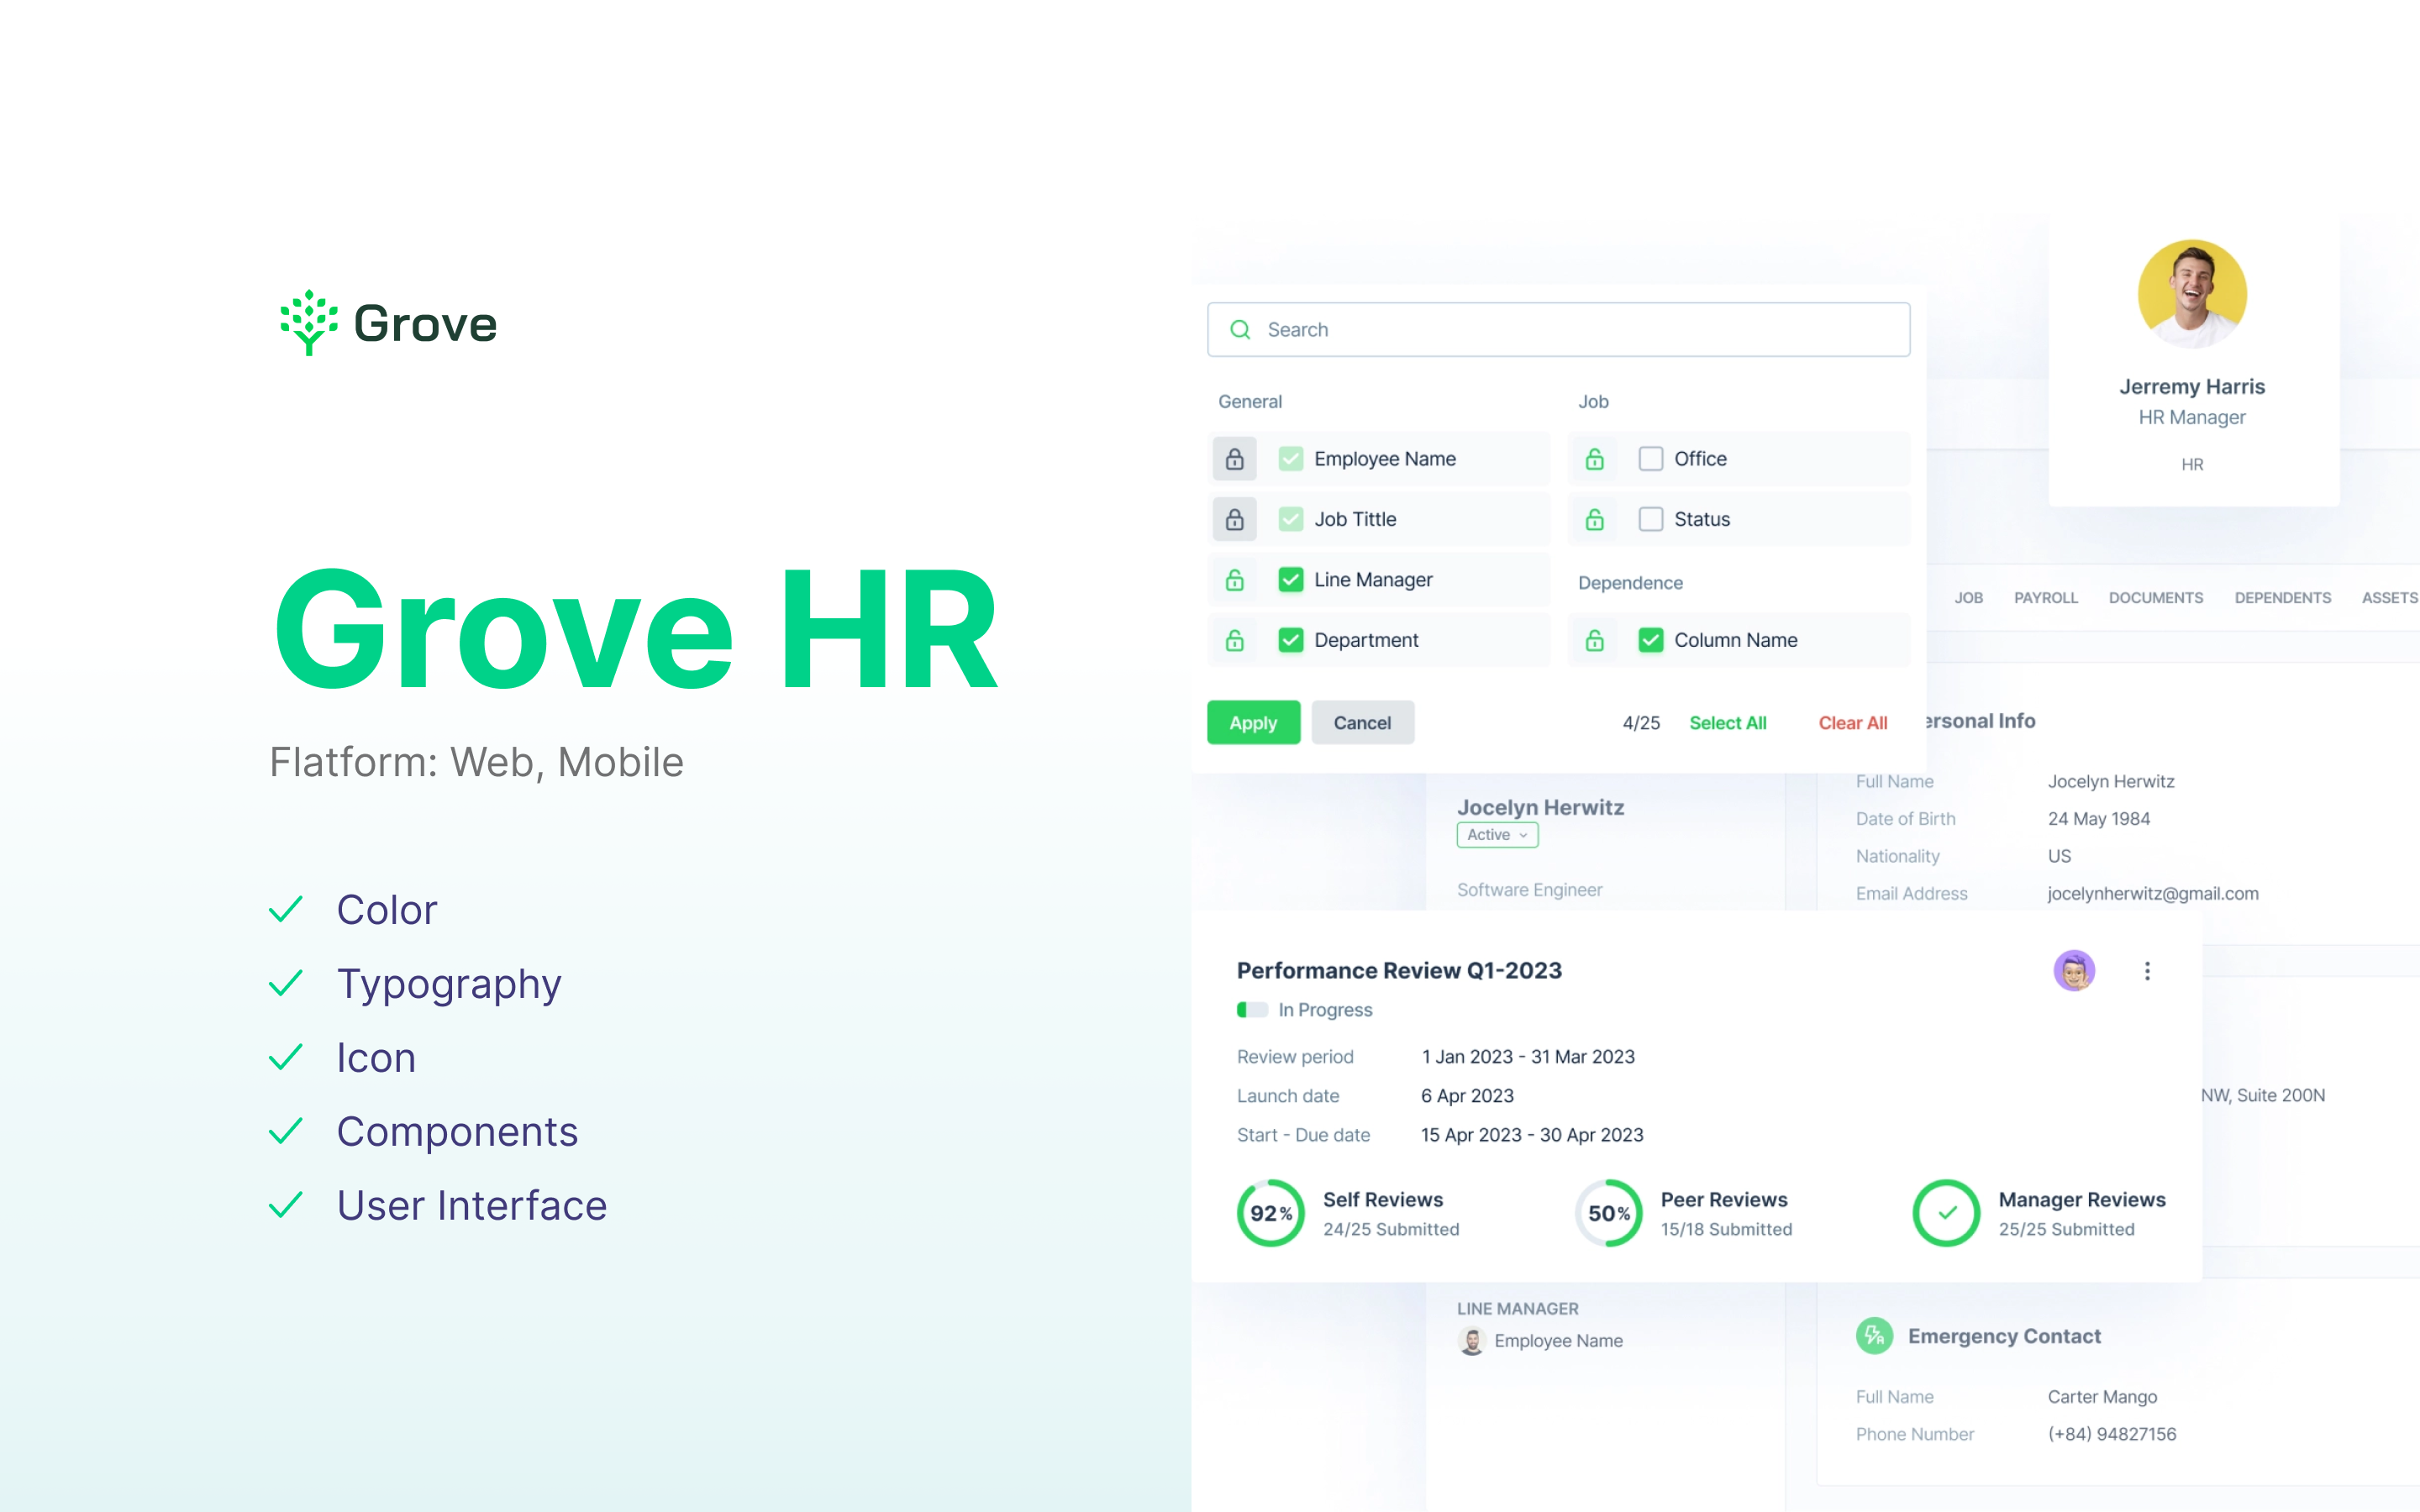 Grove
Grove HR
Flatform: Web, Mobile
Color
Typography
Icon
Components
User Interface
Search
General
Employee Name
Job Tittle
Line Manager
Department
Job
Office
Status
Dependence
Column Name
Apply
Cancel
4/25
Select All
Clear All
Jerremy Harris
HR Manager
HR
JOB PAYROLL DOCUMENTS DEPENDENTS ASSETS
ersonal Info
Full Name Jocelyn Herwitz
Date of Birth 24 May 1984
Nationality US
Email Address jocelynherwitz@gmail.com
Jocelyn Herwitz
Active
Software Engineer
Performance Review Q1-2023
In Progress
Review period 1 Jan 2023 - 31 Mar 2023
Launch date 6 Apr 2023
Start - Due date 15 Apr 2023 - 30 Apr 2023
92%
Self Reviews
24/25 Submitted
50%
Peer Reviews
15/18 Submitted
Manager Reviews
25/25 Submitted
NW, Suite 200N
LINE MANAGER
Employee Name
Emergency Contact
Full Name Carter Mango
Phone Number (+84) 94827156